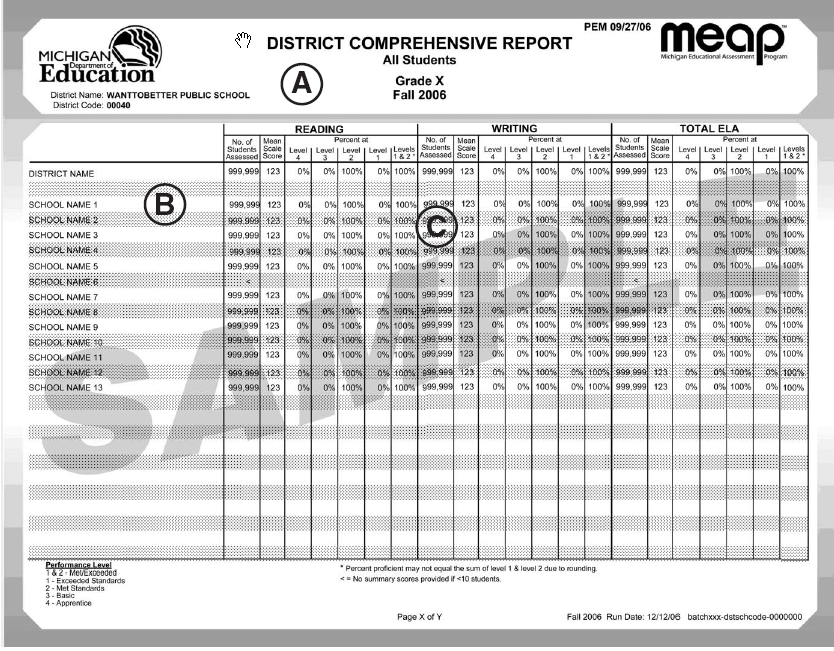 PEM 09/27/06
MICHIGAN
Department of
Education
DISTRICT COMPREHENSIVE REPORT
meap
Michigan Educational Assessment Program
All Students
A
Grade X
Fall 2006
District Name: WANTTOBETTER PUBLIC SCHOOL
District Code: 00040
READING WRITING TOTAL ELA
No. of Students Assessed Mean Scale Score Percent at Level 4 Level 3 Level 2 Level 1 Levels 1 & 2 * No. of Students Assessed Mean Scale Score Percent at Level 4 Level 3 Level 2 Level 1 Levels 1 & 2 * No. of Students Assessed Mean Scale Score Percent at Level 4 Level 3 Level 2 Level 1 Levels 1 & 2 *
DISTRICT NAME 999,999 123 0% 0% 100% 0% 100% 999,999 123 0% 0% 100% 0% 100% 999,999 123 0% 0% 100% 0% 100%
B
SCHOOL NAME 1 999,999 123 0% 0% 100% 0% 100% 999,999 123 0% 0% 100% 0% 100% 999,999 123 0% 0% 100% 0% 100%
SCHOOL NAME 2 999,999 123 0% 0% 100% 0% 100% 123 0% 0% 100% 0% 100% 999,999 123 0% 0% 100% 0% 100%
C
SCHOOL NAME 3 999,999 123 0% 0% 100% 0% 100% 999,999 123 0% 0% 100% 0% 100% 999,999 123 0% 0% 100% 0% 100%
SCHOOL NAME 4 999,999 123 0% 0% 100% 0% 100% 999,999 123 0% 0% 100% 0% 100% 999,999 123 0% 0% 100% 0% 100%
SCHOOL NAME 5 999,999 123 0% 0% 100% 0% 100% 999,999 123 0% 0% 100% 0% 100% 999,999 123 0% 0% 100% 0% 100%
SCHOOL NAME 6 < < <
SCHOOL NAME 7 999,999 123 0% 0% 100% 0% 100% 999,999 123 0% 0% 100% 0% 100% 999,999 123 0% 0% 100% 0% 100%
SCHOOL NAME 8 999,999 123 0% 0% 100% 0% 100% 999,999 123 0% 0% 100% 0% 100% 999,999 123 0% 0% 100% 0% 100%
SCHOOL NAME 9 999,999 123 0% 0% 100% 0% 100% 999,999 123 0% 0% 100% 0% 100% 999,999 123 0% 0% 100% 0% 100%
SCHOOL NAME 10 999,999 123 0% 0% 100% 0% 100% 999,999 123 0% 0% 100% 0% 100% 999,999 123 0% 0% 100% 0% 100%
SCHOOL NAME 11 999,999 123 0% 0% 100% 0% 100% 999,999 123 0% 0% 100% 0% 100% 999,999 123 0% 0% 100% 0% 100%
SCHOOL NAME 12 999,999 123 0% 0% 100% 0% 100% 999,999 123 0% 0% 100% 0% 100% 999,999 123 0% 0% 100% 0% 100%
SCHOOL NAME 13 999,999 123 0% 0% 100% 0% 100% 999,999 123 0% 0% 100% 0% 100% 999,999 123 0% 0% 100% 0% 100%
SAMPLE
Performance Level
1 & 2 - Met/Exceeded
1 - Exceeded Standards
2 - Met Standards
3 - Basic
4 - Apprentice
* Percent proficient may not equal the sum of level 1 & level 2 due to rounding.
< = No summary scores provided if <10 students.
Page X of Y
Fall 2006 Run Date: 12/12/06 batchxxx-dstschcode-0000000